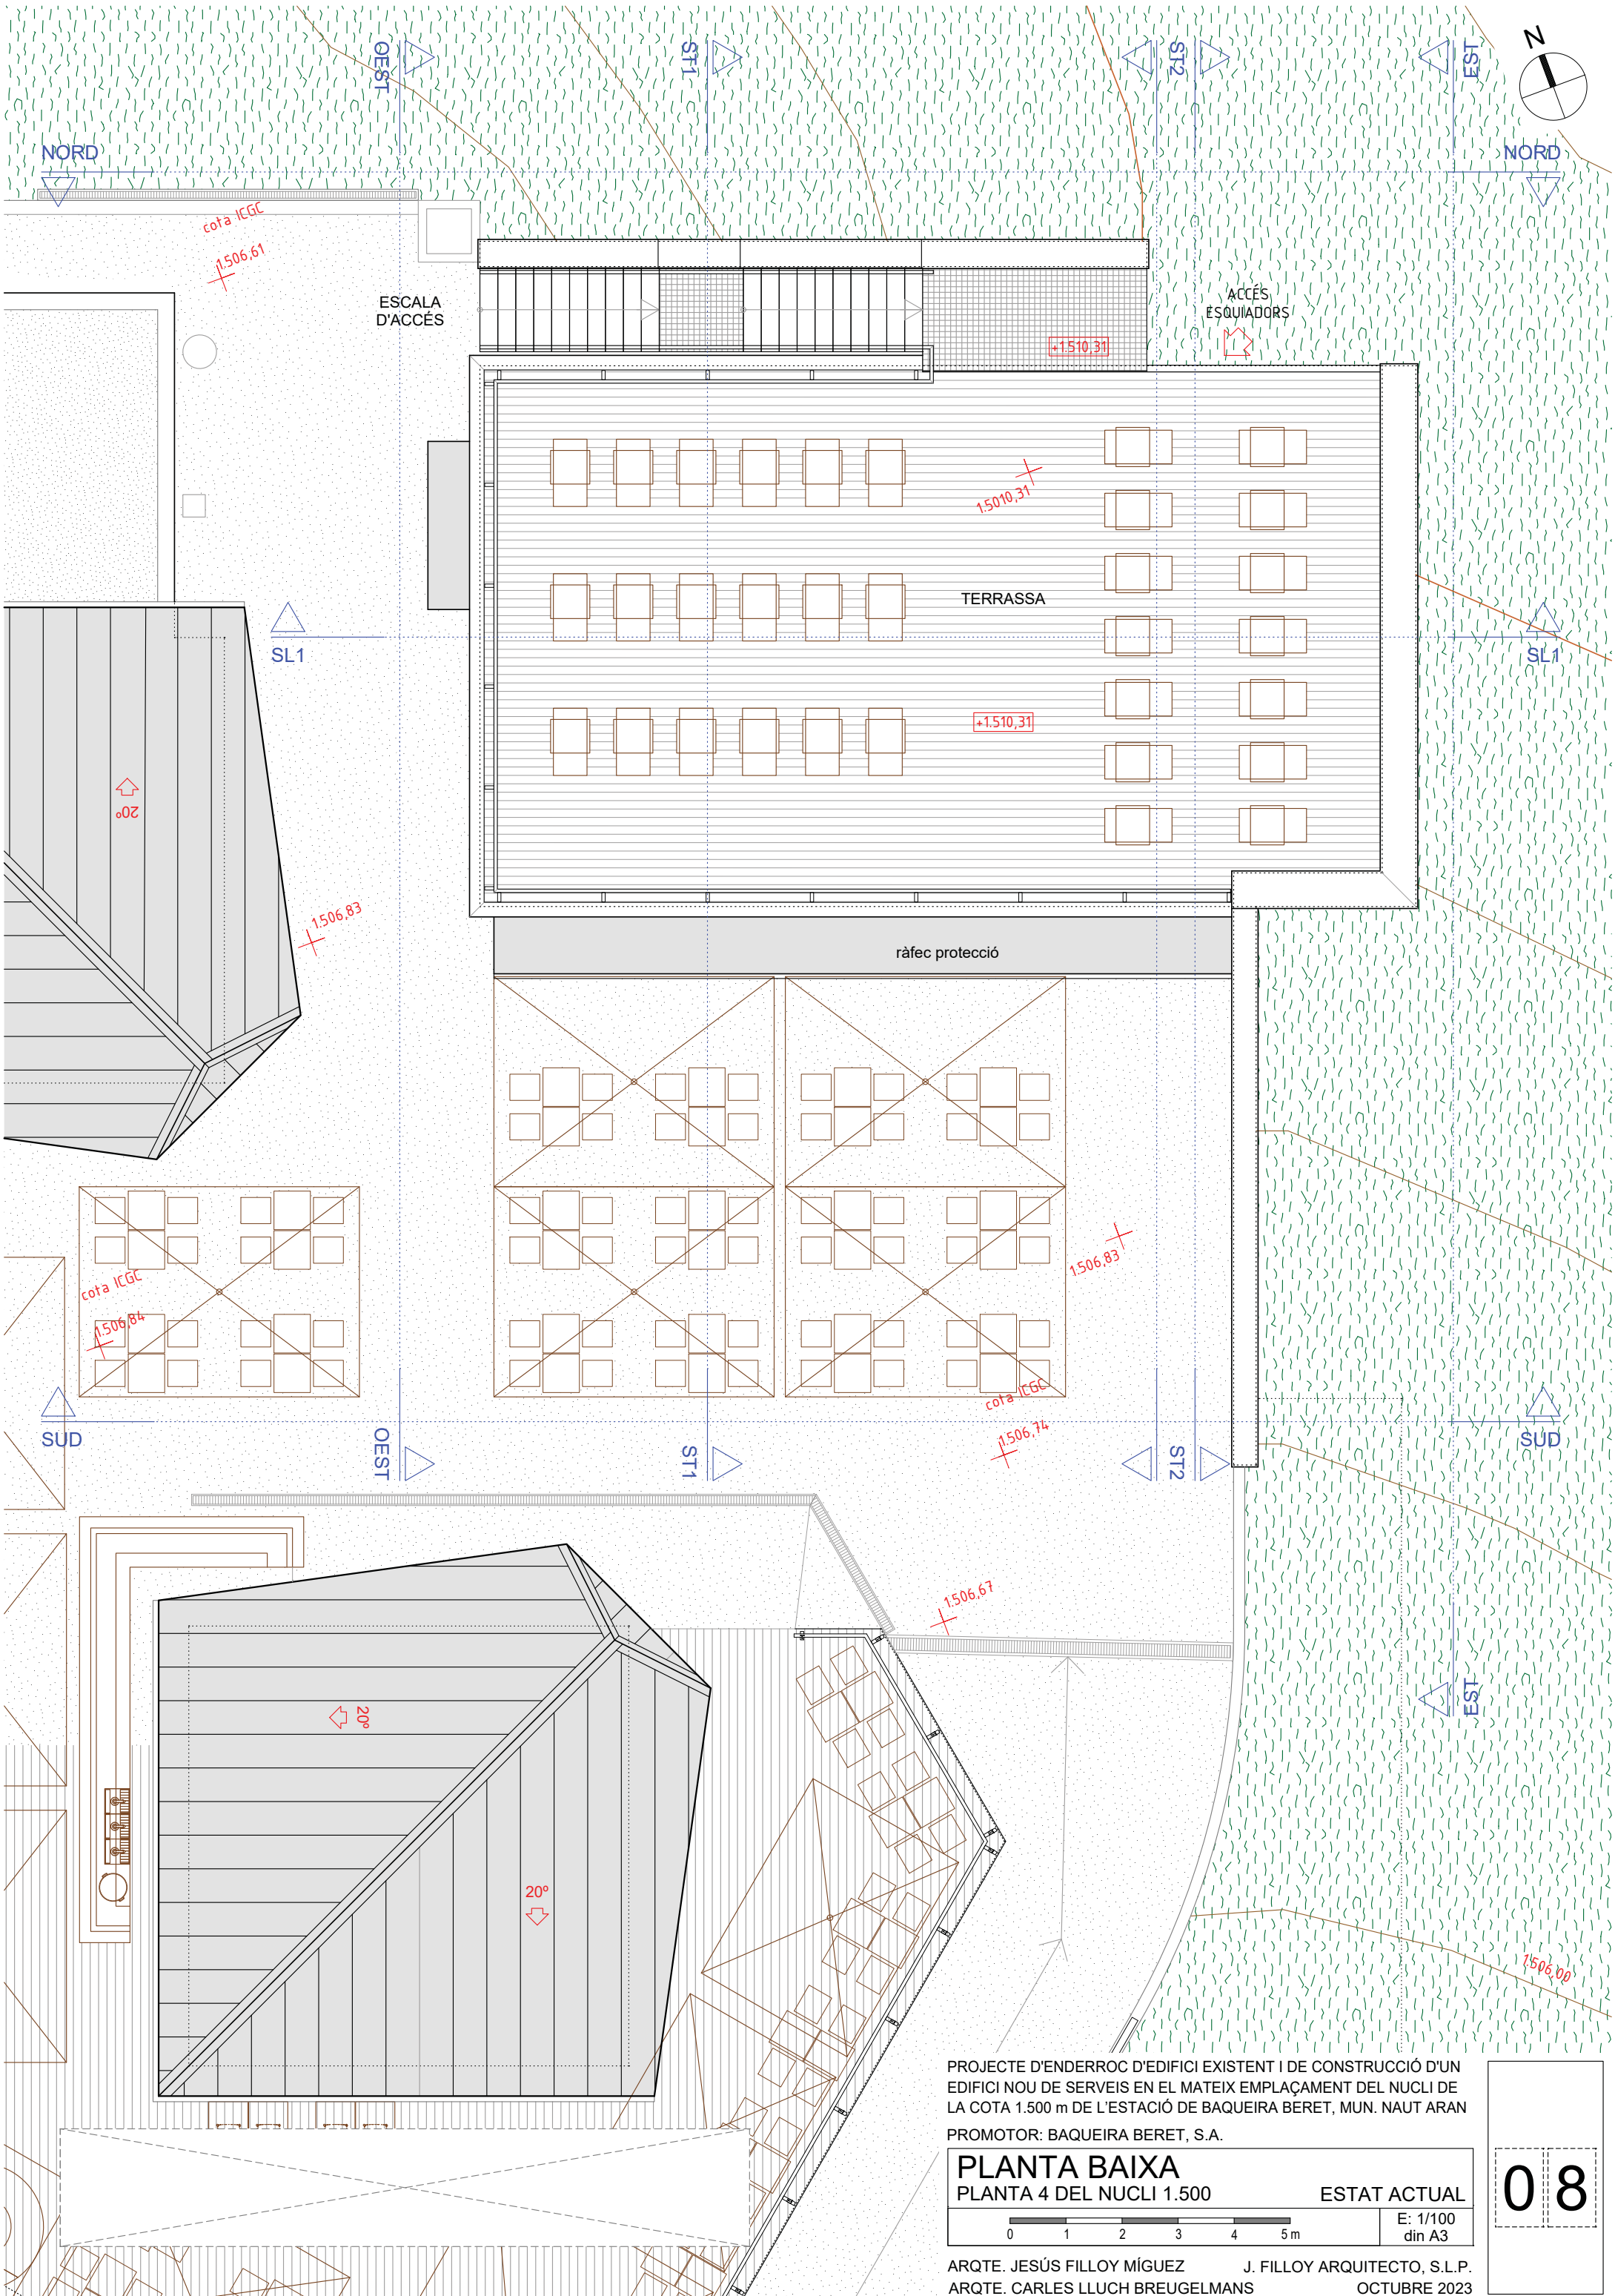 OEST
ST1
ST2
EST
N
NORD
NORD
cota ICGC
1.506,61
ESCALA
D'ACCÉS
ACCÉS
ESQUIADORS
+1.510,31
1.5010,31
TERRASSA
SL1
SL1
+1.510,31
20º
1.506,83
ràfec protecció
1.506,83
cota ICGC
1.506,84
cota ICGC
1.506,74
SUD
OEST
ST1
ST2
SUD
1.506,67
EST
20º
20º
1.506,00
PROJECTE D'ENDERROC D'EDIFICI EXISTENT I DE CONSTRUCCIÓ D'UN
EDIFICI NOU DE SERVEIS EN EL MATEIX EMPLAÇAMENT DEL NUCLI DE
LA COTA 1.500 m DE L'ESTACIÓ DE BAQUEIRA BERET, MUN. NAUT ARAN
PROMOTOR: BAQUEIRA BERET, S.A.
PLANTA BAIXA
PLANTA 4 DEL NUCLI 1.500 ESTAT ACTUAL
0 8
0 1 2 3 4 5 m
E: 1/100
din A3
ARQTE. JESÚS FILLOY MÍGUEZ J. FILLOY ARQUITECTO, S.L.P.
ARQTE. CARLES LLUCH BREUGELMANS OCTUBRE 2023